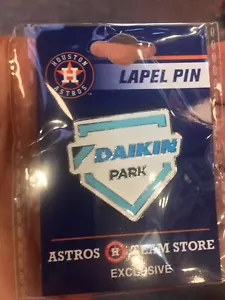 HOUSTON
ASTROS
LAPEL PIN
DAIKIN
PARK
ASTROS H TEAM STORE
EXCLUSIVE